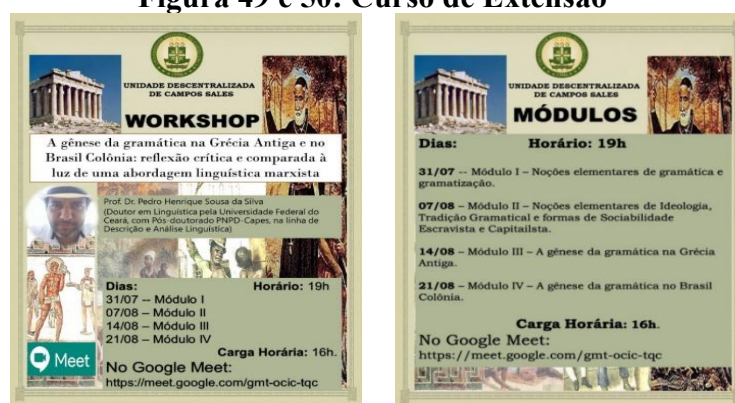 Figura 49 e 50: Curso de Extensão
UNIDADE DESCENTRALIZADA
DE CAMPOS SALES
WORKSHOP
A gênese da gramática na Grécia Antiga e no
Brasil Colônia: reflexão crítica e comparada à
luz de uma abordagem linguística marxista
Prof. Dr. Pedro Henrique Sousa da Silva
(Doutor em Linguística pela Universidade Federal do
Ceará, com Pós-doutorado PNPD-Capes, na linha de
Descrição e Análise Linguística)
Dias: Horário: 19h
31/07 -- Módulo I
07/08 – Módulo II
14/08 – Módulo III
21/08 – Módulo IV
Carga Horária: 16h.
Meet
No Google Meet:
https://meet.google.com/gmt-ocic-tqc
UNIDADE DESCENTRALIZADA
DE CAMPOS SALES
MÓDULOS
Dias: Horário: 19h
31/07 -- Módulo I – Noções elementares de gramática e
gramatização.
07/08 – Módulo II – Noções elementares de Ideologia,
Tradição Gramatical e formas de Sociabilidade
Escravista e Capitailsta.
14/08 – Módulo III – A gênese da gramática na Grécia
Antiga.
21/08 – Módulo IV – A gênese da gramática no Brasil
Colônia.
Carga Horária: 16h.
No Google Meet:
https://meet.google.com/gmt-ocic-tqc